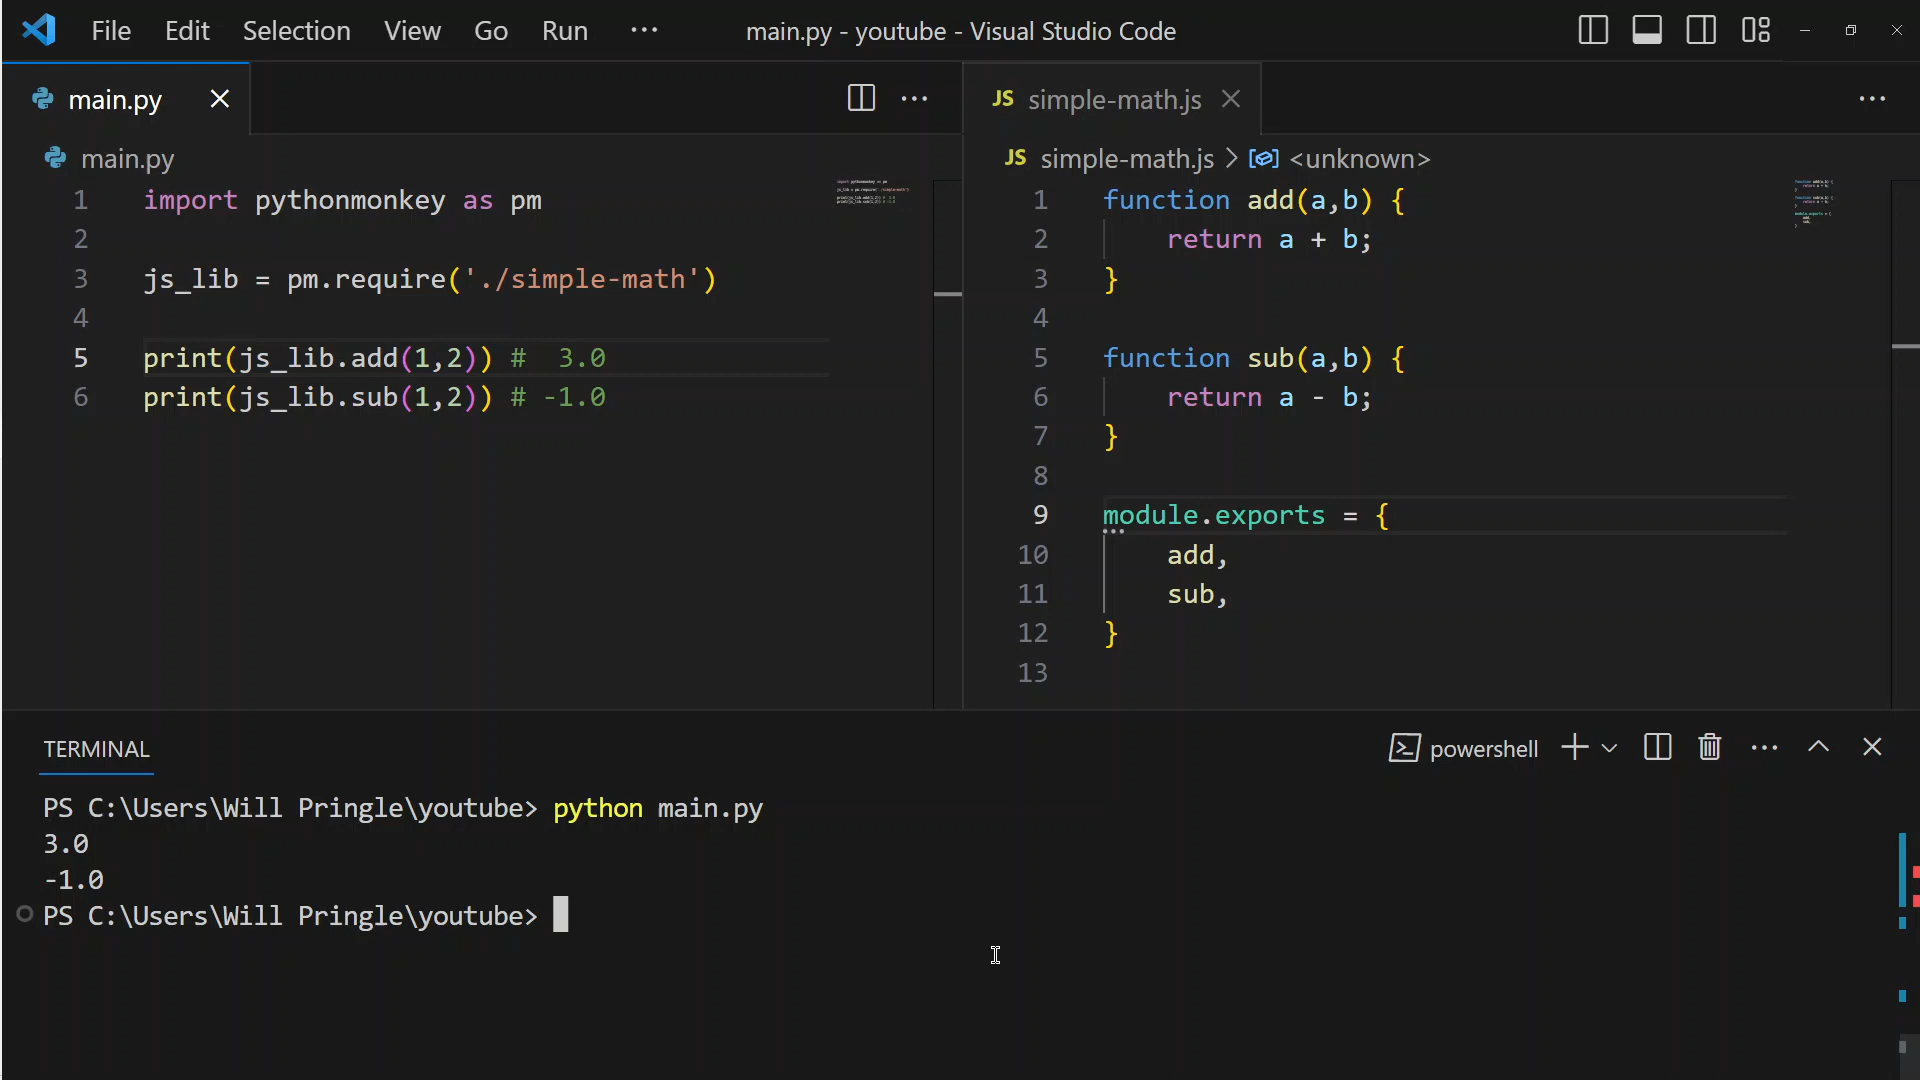 File Edit Selection View Go Run ··· main.py - youtube - Visual Studio Code
main.py
main.py
1 import pythonmonkey as pm
2
3 js_lib = pm.require('./simple-math')
4
5 print(js_lib.add(1,2)) #  3.0
6 print(js_lib.sub(1,2)) # -1.0
JS simple-math.js
JS simple-math.js > <unknown>
1 function add(a,b) {
2     return a + b;
3 }
4
5 function sub(a,b) {
6     return a - b;
7 }
8
9 module.exports = {
10     add,
11     sub,
12 }
13
TERMINAL
powershell
PS C:\Users\Will Pringle\youtube> python main.py
3.0
-1.0
PS C:\Users\Will Pringle\youtube>